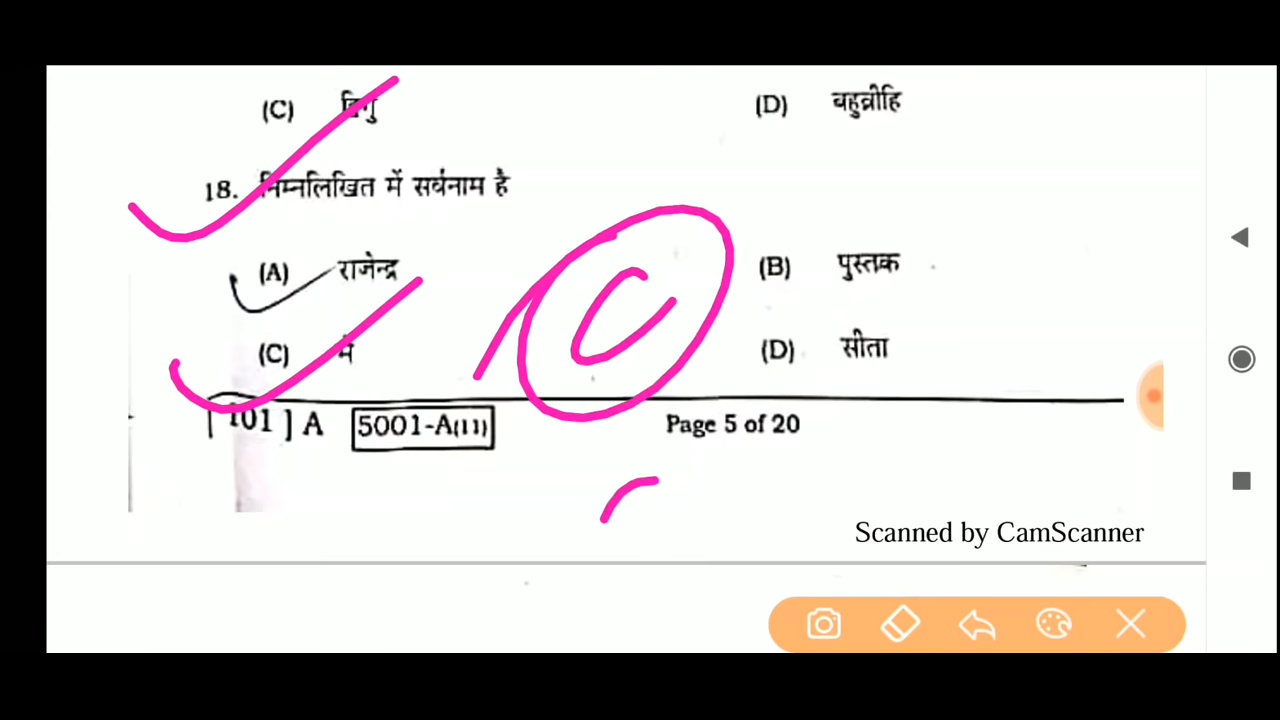 (C) द्विगु (D) बहुव्रीहि
18. निम्नलिखित में सर्वनाम है
(A) राजेन्द्र (B) पुस्तक
(C) में (D) सीता
C
[ 101 ] A 5001-A(11) Page 5 of 20
Scanned by CamScanner